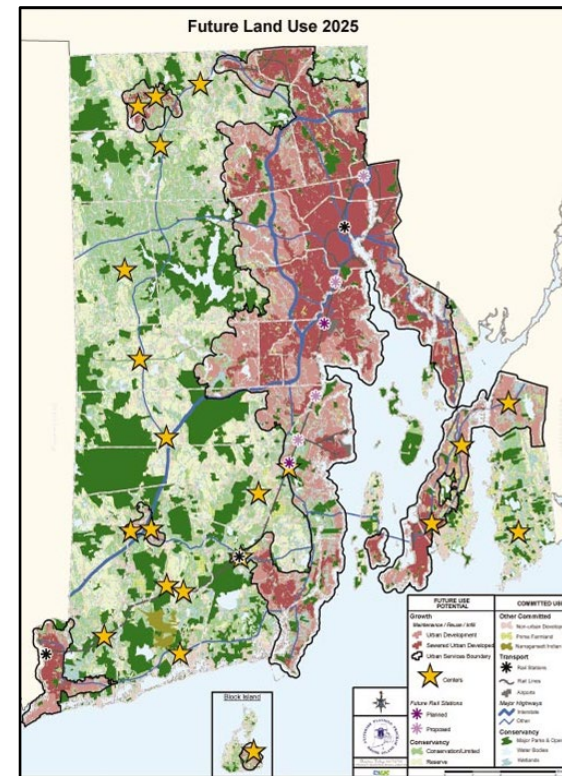 Future Land Use 2025
Block Island
FUTURE USE
POTENTIAL
Growth
Maintenance / Reuse / Infill
Urban Development
Sewered Urban Developed
Urban Services Boundary
Centers
Future Rail Stations
Planned
Proposed
Conservancy
Conservation/Limited
Reserve
COMMITTED USE
Other Committed
Non-urban Develop
Prime Farmland
Narragansett Indian
Transport
Rail Stations
Rail Lines
Airports
Major Highways
Interstate
Other
Conservancy
Major Parks & Open
Water Bodies
Wetlands